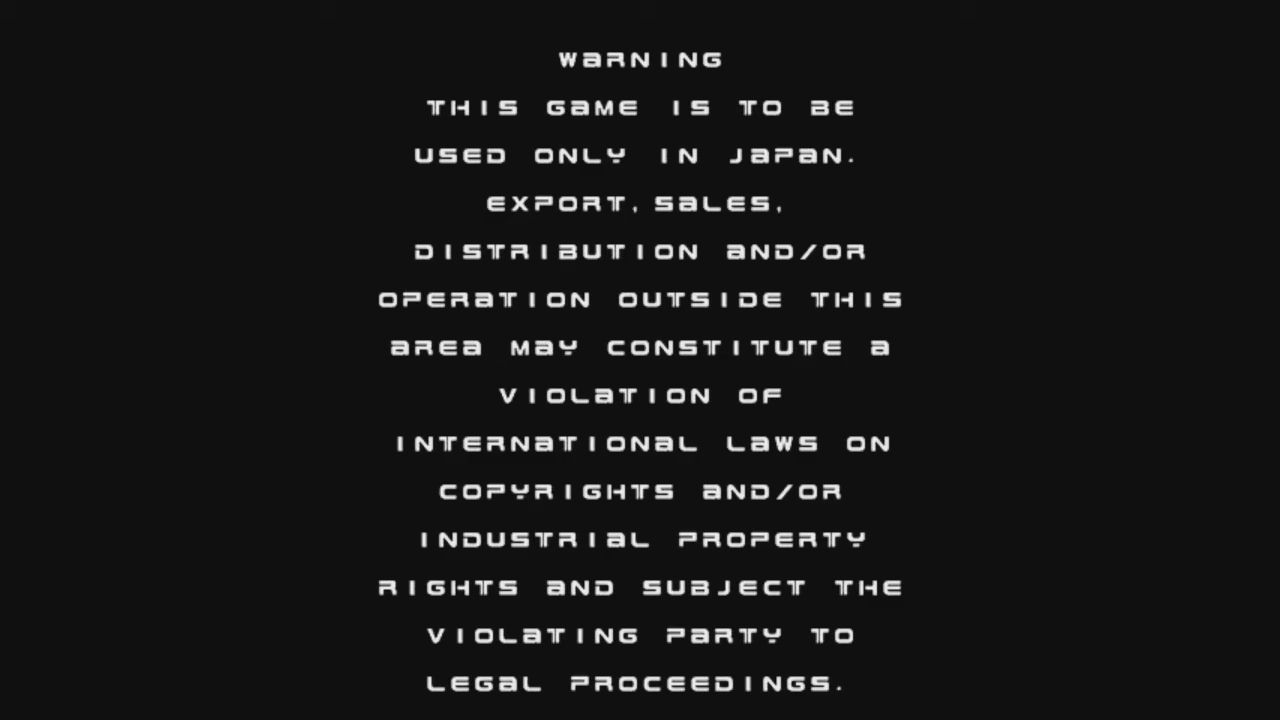 WARNING
THIS GAME IS TO BE
USED ONLY IN JAPAN.
EXPORT, SALES,
DISTRIBUTION AND/OR
OPERATION OUTSIDE THIS
AREA MAY CONSTITUTE A
VIOLATION OF
INTERNATIONAL LAWS ON
COPYRIGHTS AND/OR
INDUSTRIAL PROPERTY
RIGHTS AND SUBJECT THE
VIOLATING PARTY TO
LEGAL PROCEEDINGS.